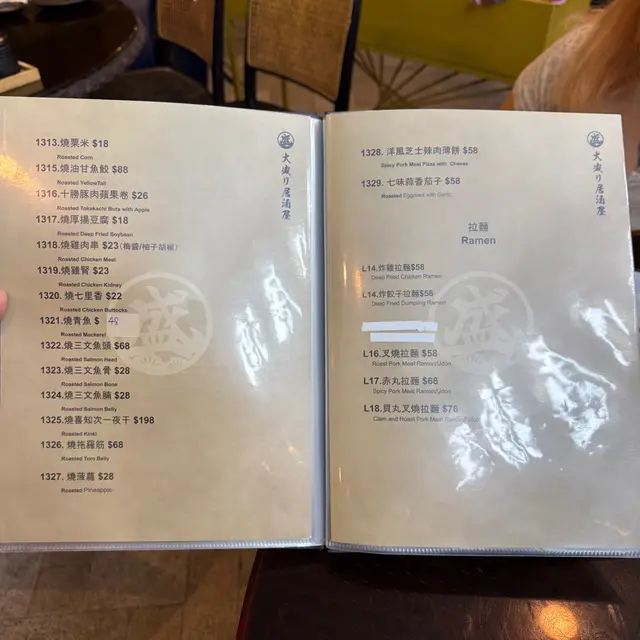 1313.燒粟米 $18
Roasted Corn
1315.燒油甘魚鮫 $88
Roasted YellowTail
1316.十勝豚肉蘋果卷 $26
Roasted Takakachi Buta with Apple
1317.燒厚揚豆腐 $18
Roasted Deep Fried Soybean
1318.燒雞肉串 $23(梅醬/柚子胡椒)
Roasted Chicken Meat
1319.燒雞腎 $23
Roasted Chicken Kidney
1320. 燒七里香 $22
Roasted Chicken Buttocks
1321.燒青魚 $ 48
Roasted Mackerel
1322.燒三文魚頭 $68
Roasted Salmon Head
1323.燒三文魚骨 $28
Roasted Salmon Bone
1324.燒三文魚腩 $28
Roasted Salmon Belly
1325.燒喜知次一夜干 $198
Roasted Kinki
1326. 燒拖羅筋 $68
Roasted Toro Belly
1327. 燒菠蘿 $28
Roasted Pineapple
盛
大盛り居酒屋
1328. 洋風芝士辣肉薄餅 $58
Spicy Pork Meat Pizza with Cheese
1329. 七味蒜香茄子 $58
Roasted Eggplant with Garlic
拉麵
Ramen
L14.炸雞拉麵$58
Deep Fried Chicken Ramen
L14.炸餃子拉麵$58
Deep Fried Dumpling Ramen
L16.叉燒拉麵 $58
Roast Pork Meat Ramen/Udon
L17.赤丸拉麵 $68
Spicy Pork Meat Ramen/Udon
L18.貝丸叉燒拉麵 $78
Clam and Roast Pork Meat Ramen/Udon
盛
大盛り居酒屋